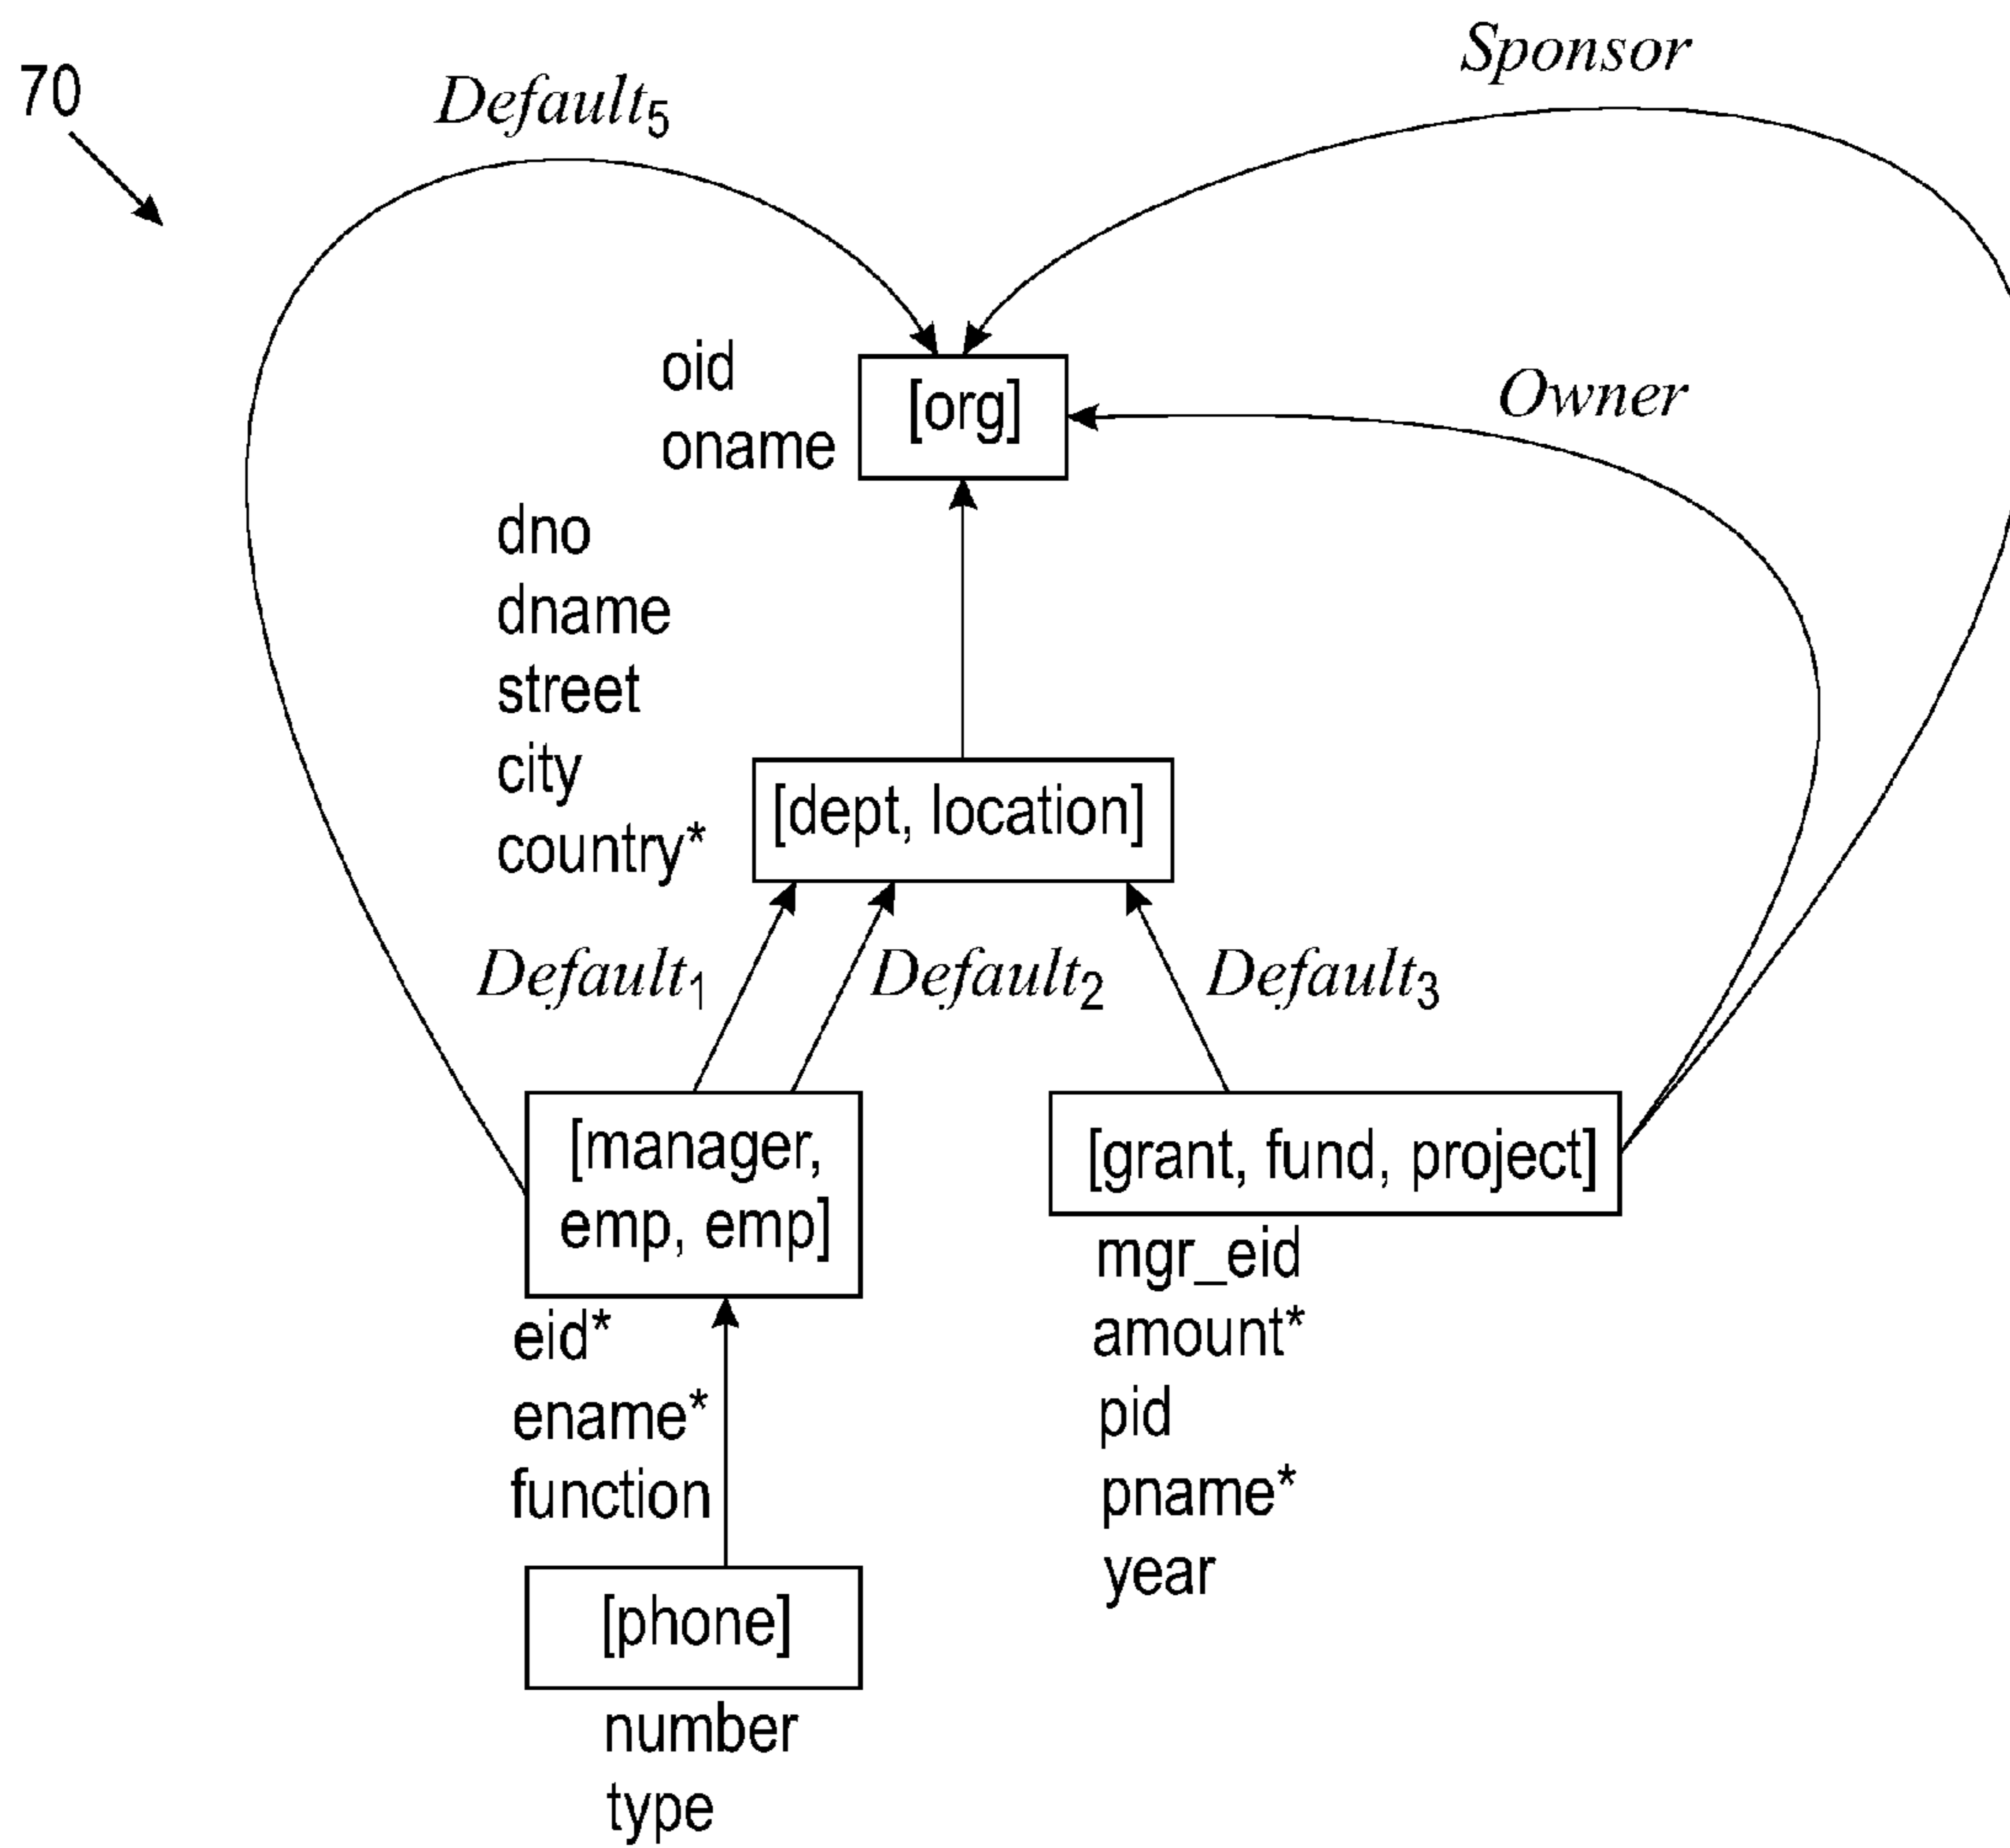 70
Default5
Sponsor
oid
oname
[org]
Owner
dno
dname
street
city
country*
[dept, location]
Default1
Default2
Default3
[manager,
emp, emp]
[grant, fund, project]
eid*
ename*
function
mgr_eid
amount*
pid
pname*
year
[phone]
number
type